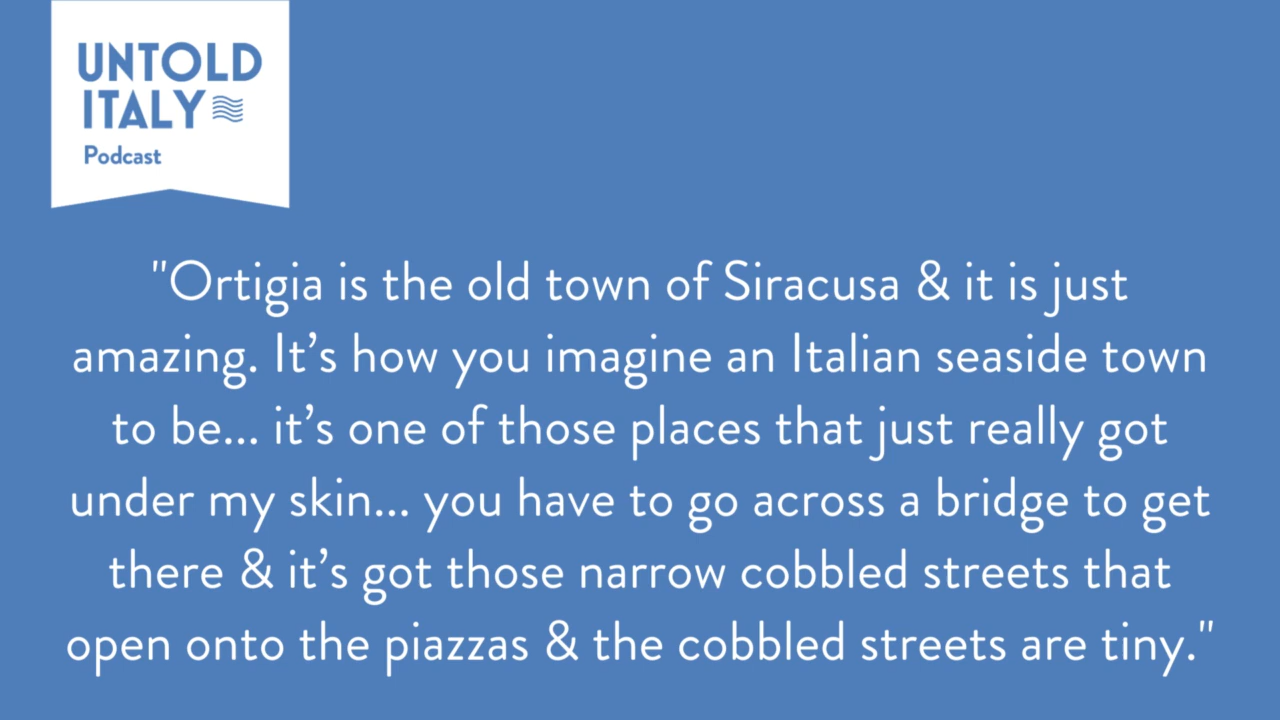 UNTOLD
ITALY
Podcast
"Ortigia is the old town of Siracusa & it is just
amazing. It’s how you imagine an Italian seaside town
to be... it’s one of those places that just really got
under my skin... you have to go across a bridge to get
there & it’s got those narrow cobbled streets that
open onto the piazzas & the cobbled streets are tiny."